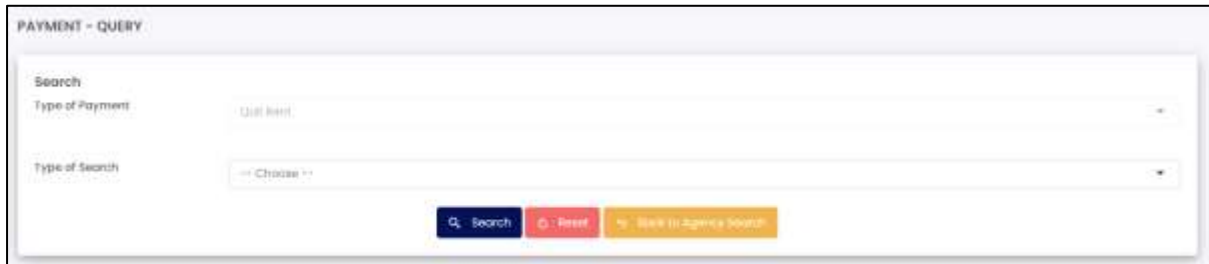 PAYMENT - QUERY
Search
Type of Payment
Quit Rent
Type of Search
-- Choose --
Search Reset Back to Agency Search